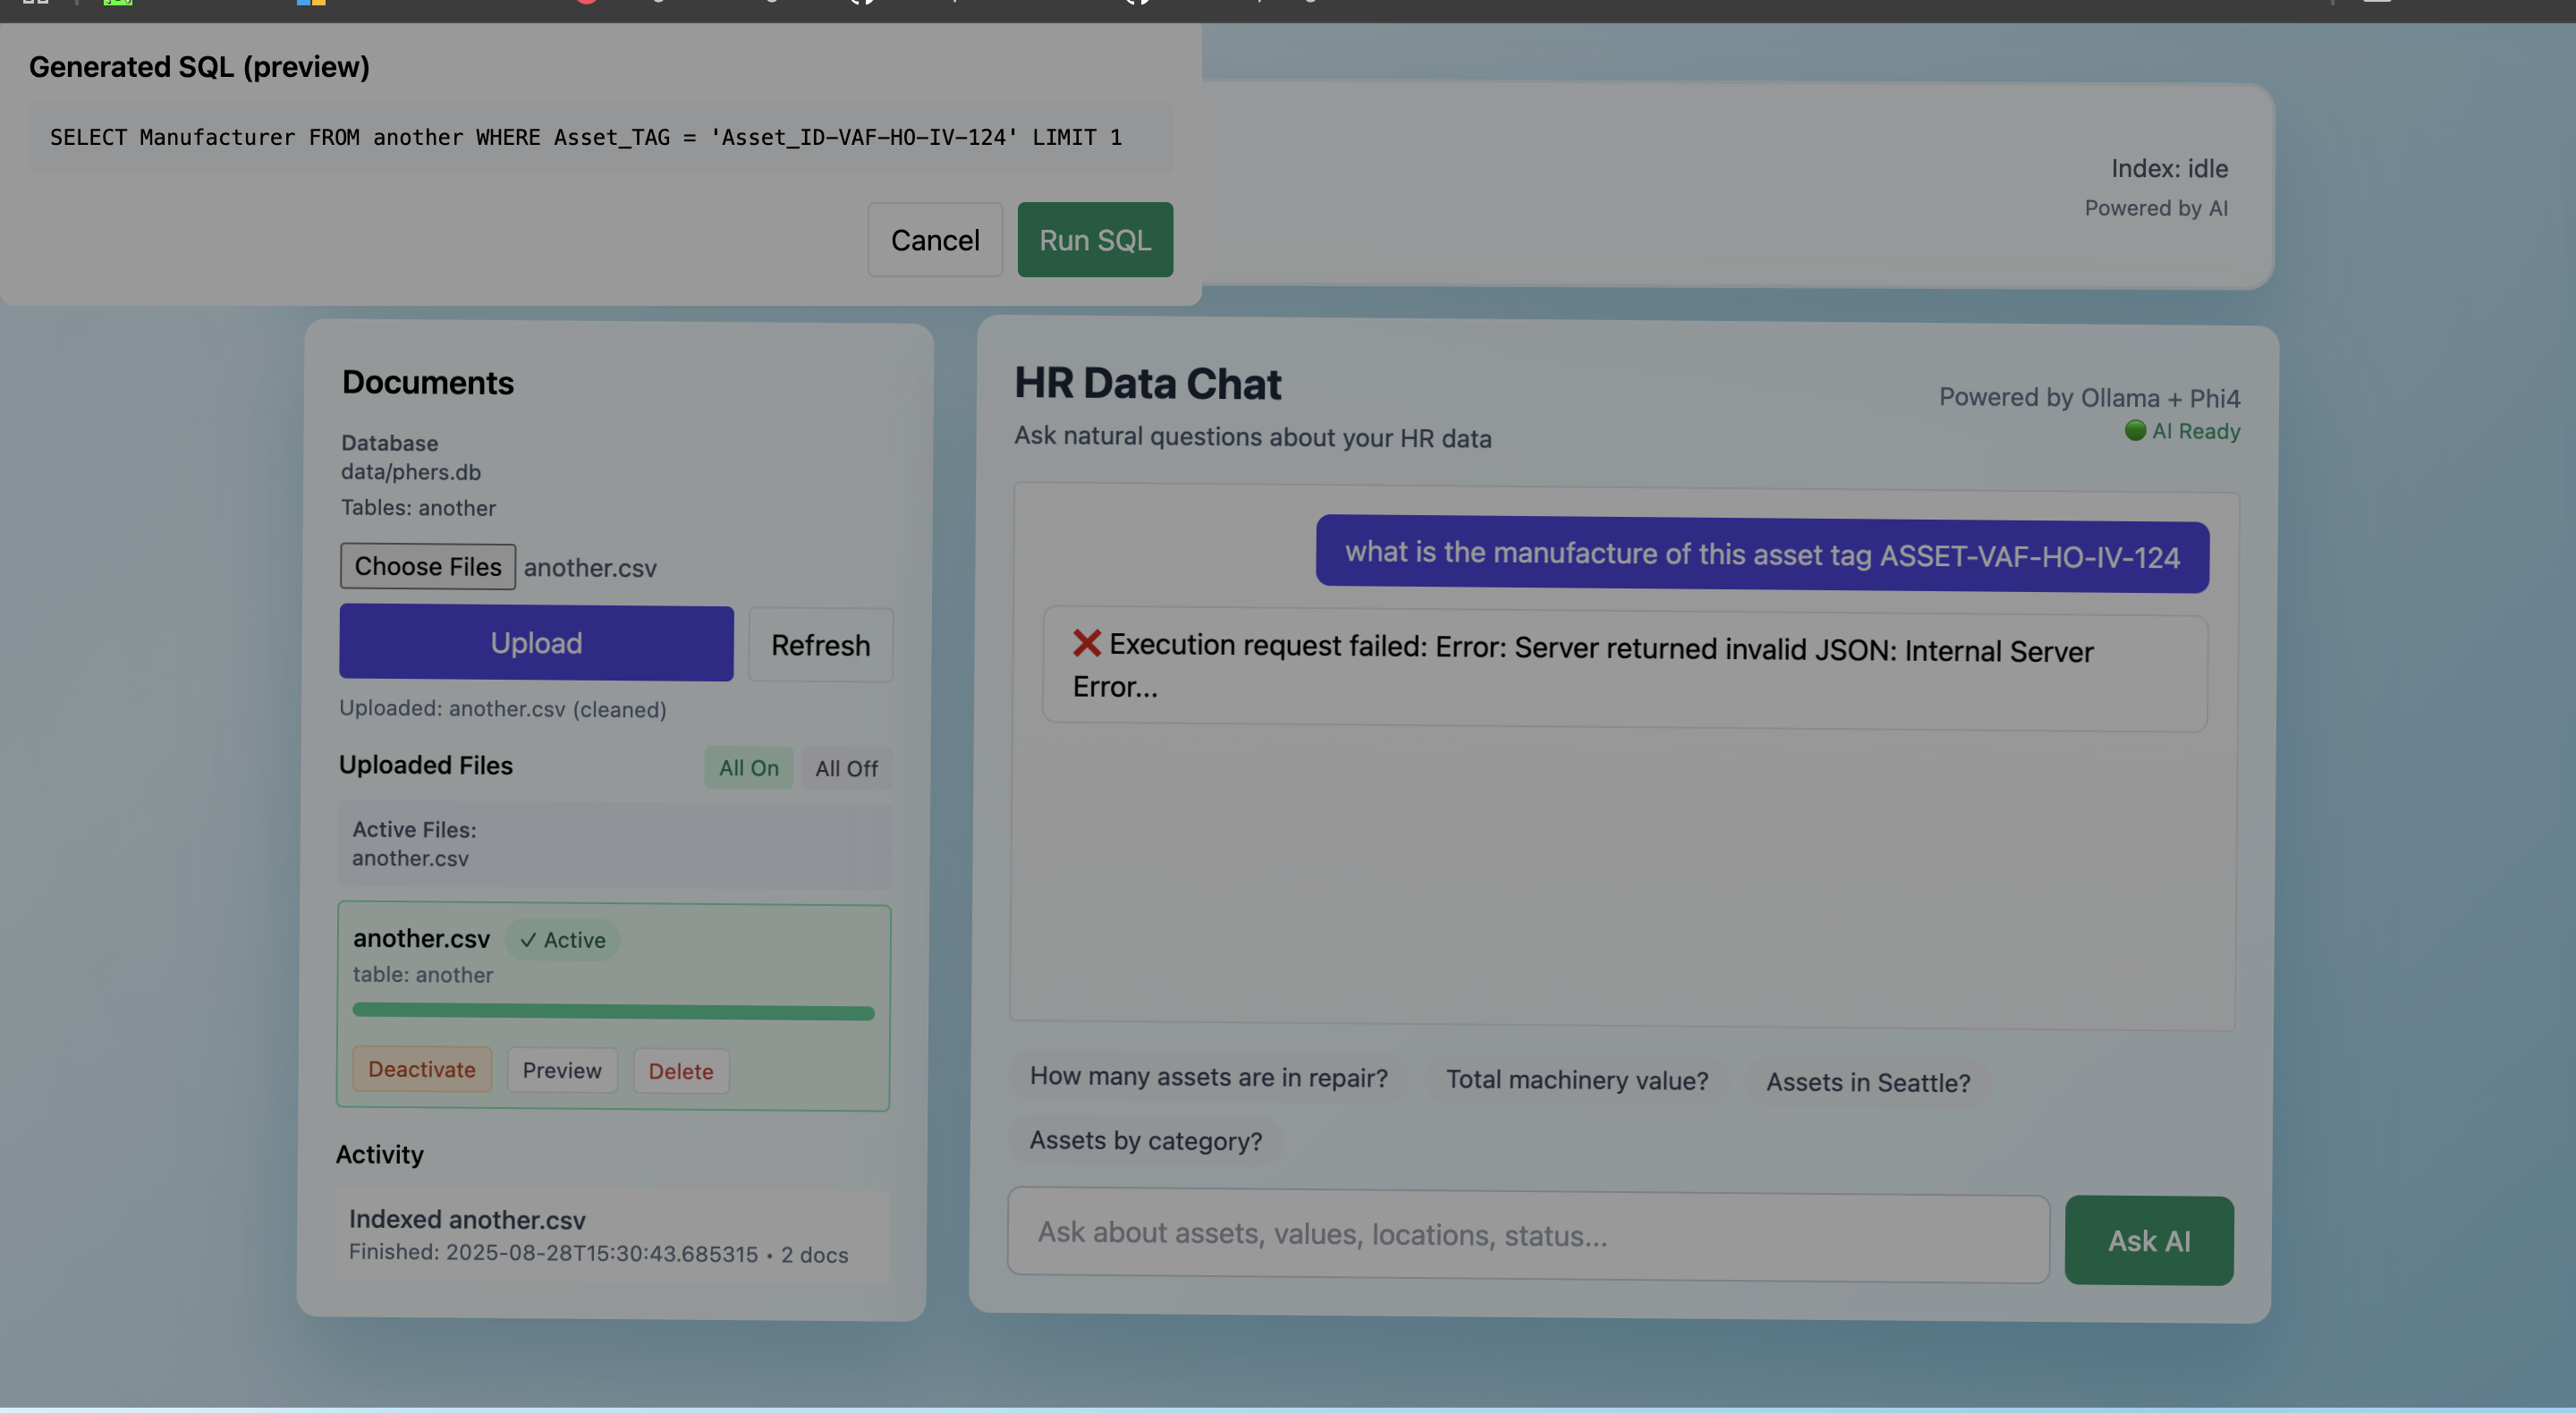 Generated SQL (preview)
SELECT Manufacturer FROM another WHERE Asset_TAG = 'Asset_ID-VAF-HO-IV-124' LIMIT 1
Cancel
Run SQL
Index: idle
Powered by AI
Documents
Database
data/phers.db
Tables: another
Choose Files another.csv
Upload
Refresh
Uploaded: another.csv (cleaned)
Uploaded Files
All On
All Off
Active Files:
another.csv
another.csv
✓ Active
table: another
Deactivate
Preview
Delete
Activity
Indexed another.csv
Finished: 2025-08-28T15:30:43.685315 • 2 docs
HR Data Chat
Ask natural questions about your HR data
Powered by Ollama + Phi4
AI Ready
what is the manufacture of this asset tag ASSET-VAF-HO-IV-124
❌ Execution request failed: Error: Server returned invalid JSON: Internal Server
Error...
How many assets are in repair?
Total machinery value?
Assets in Seattle?
Assets by category?
Ask about assets, values, locations, status...
Ask AI